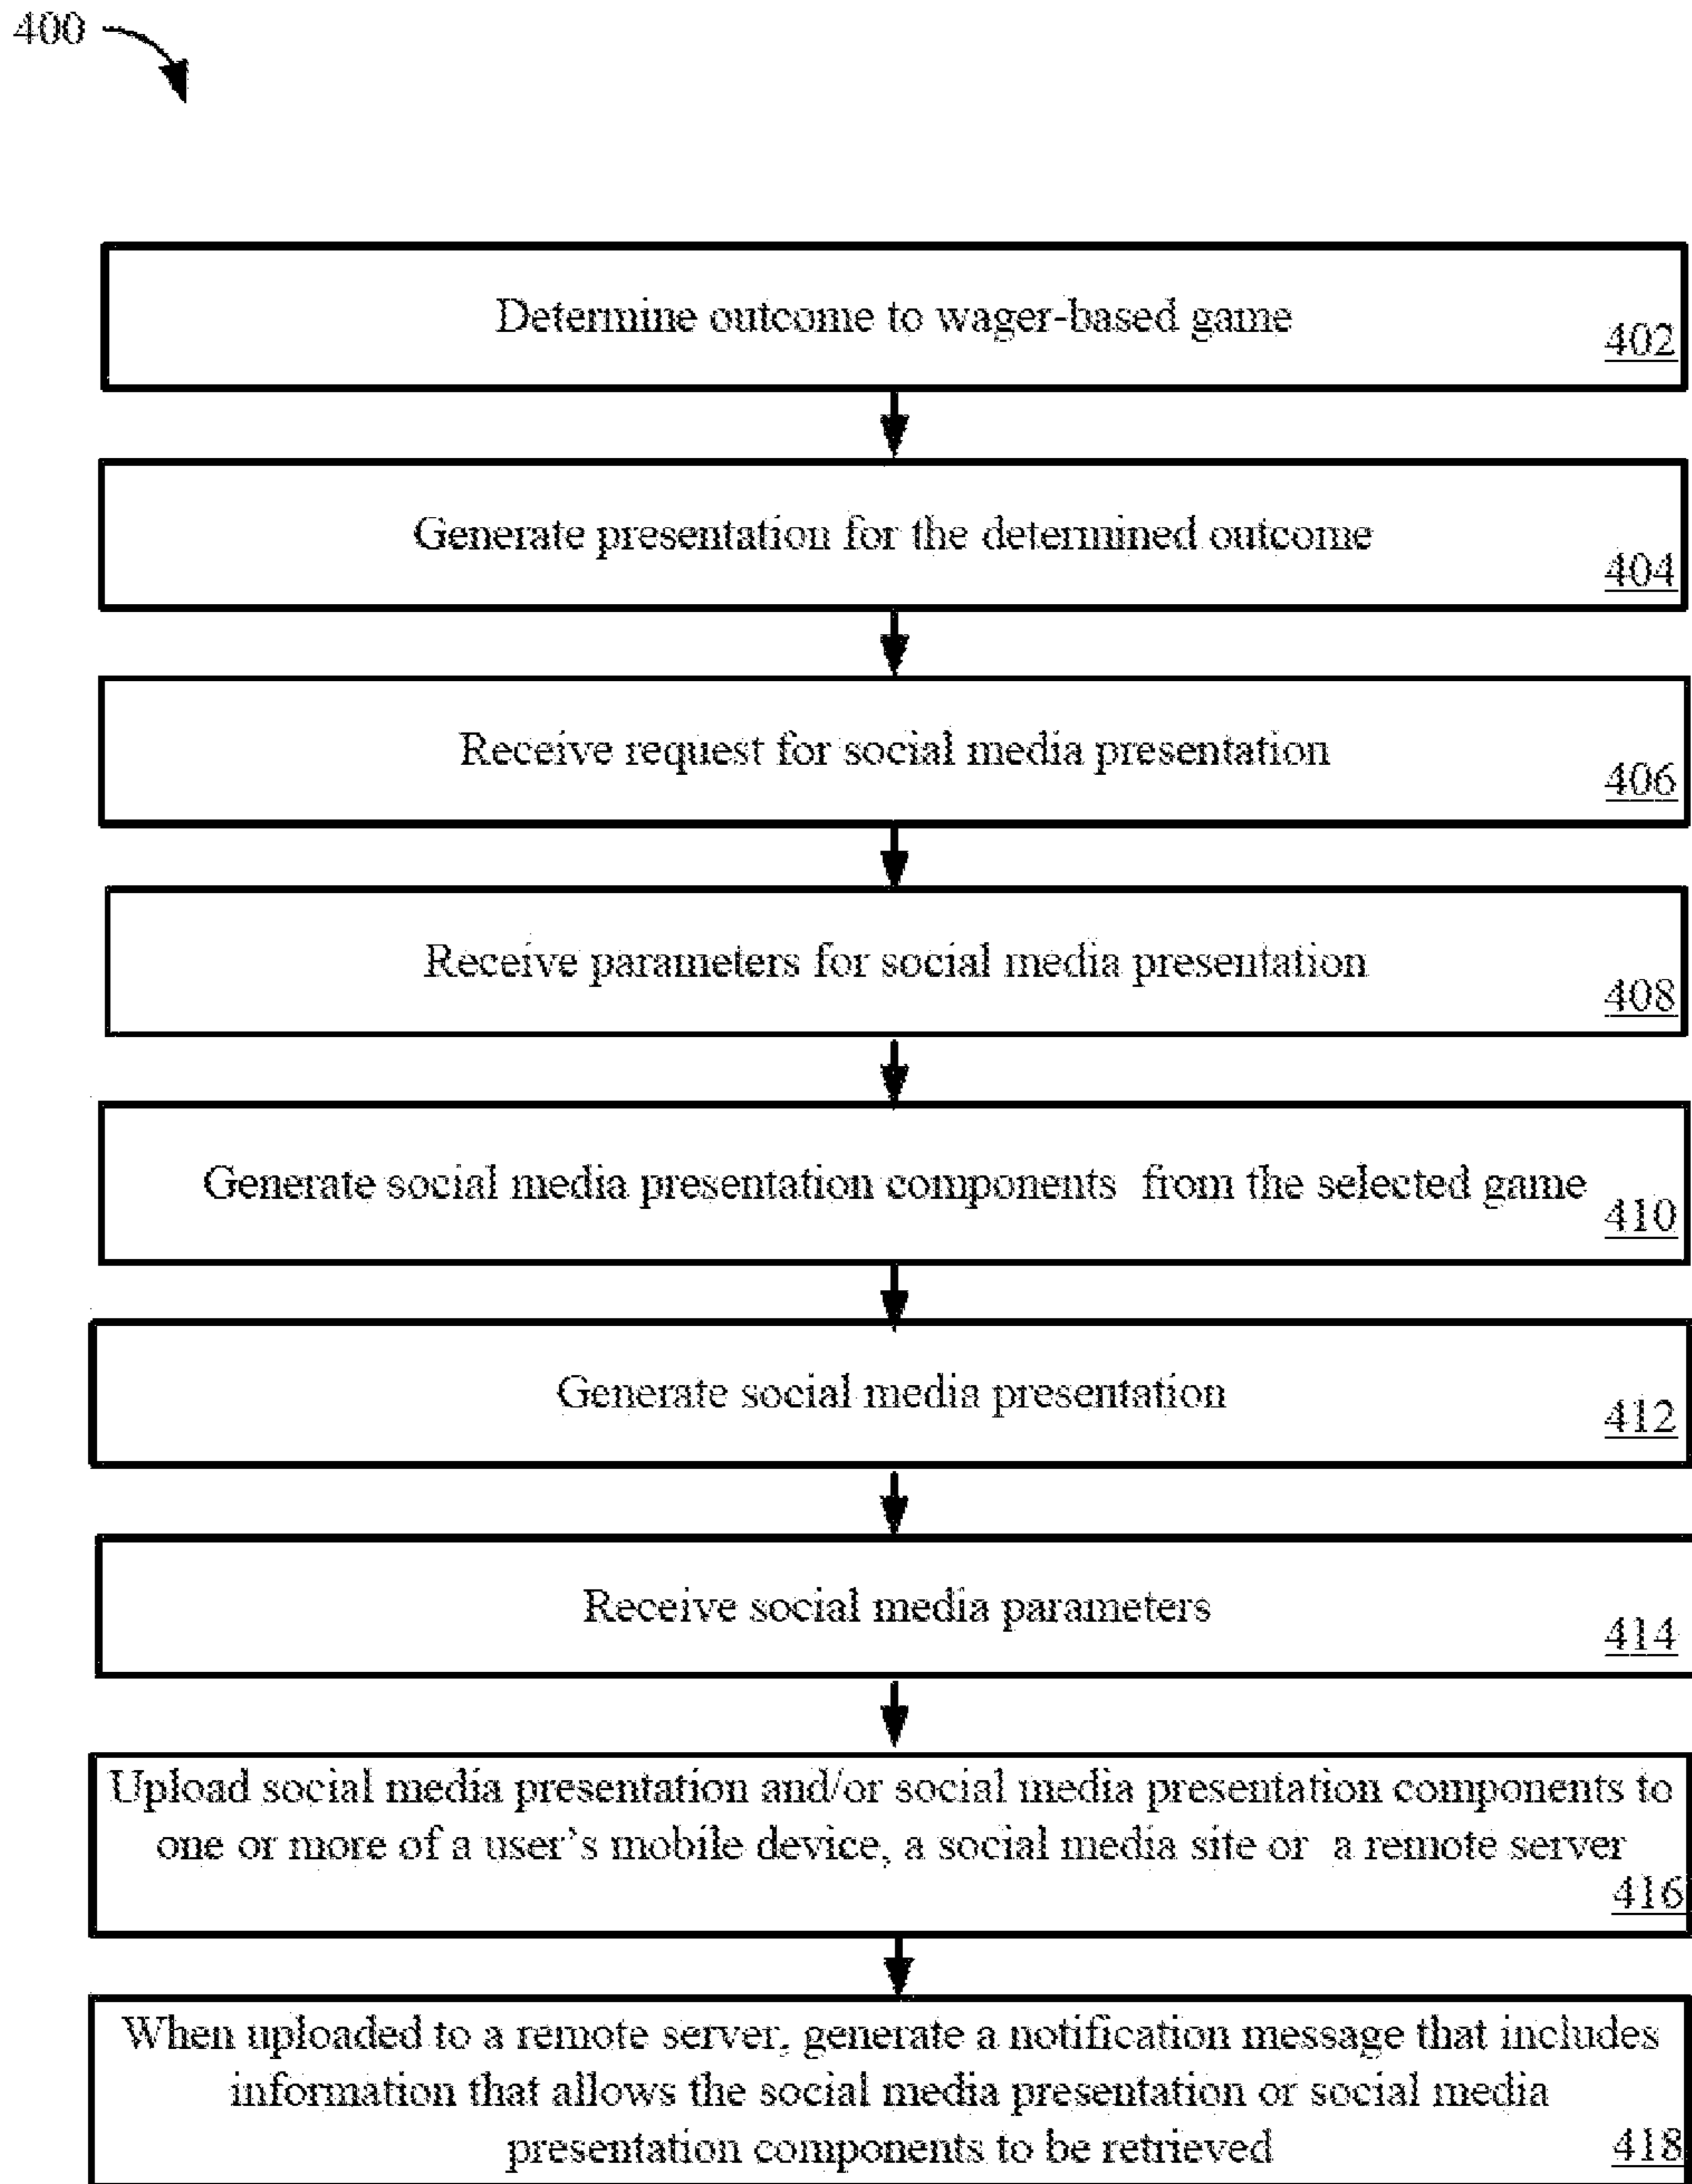 400
Determine outcome to wager-based game
402
Generate presentation for the determined outcome
404
Receive request for social media presentation
406
Receive parameters for social media presentation
408
Generate social media presentation components from the selected game
410
Generate social media presentation
412
Receive social media parameters
414
Upload social media presentation and/or social media presentation components to
one or more of a user's mobile device, a social media site or a remote server
416
When uploaded to a remote server, generate a notification message that includes
information that allows the social media presentation or social media
presentation components to be retrieved
418